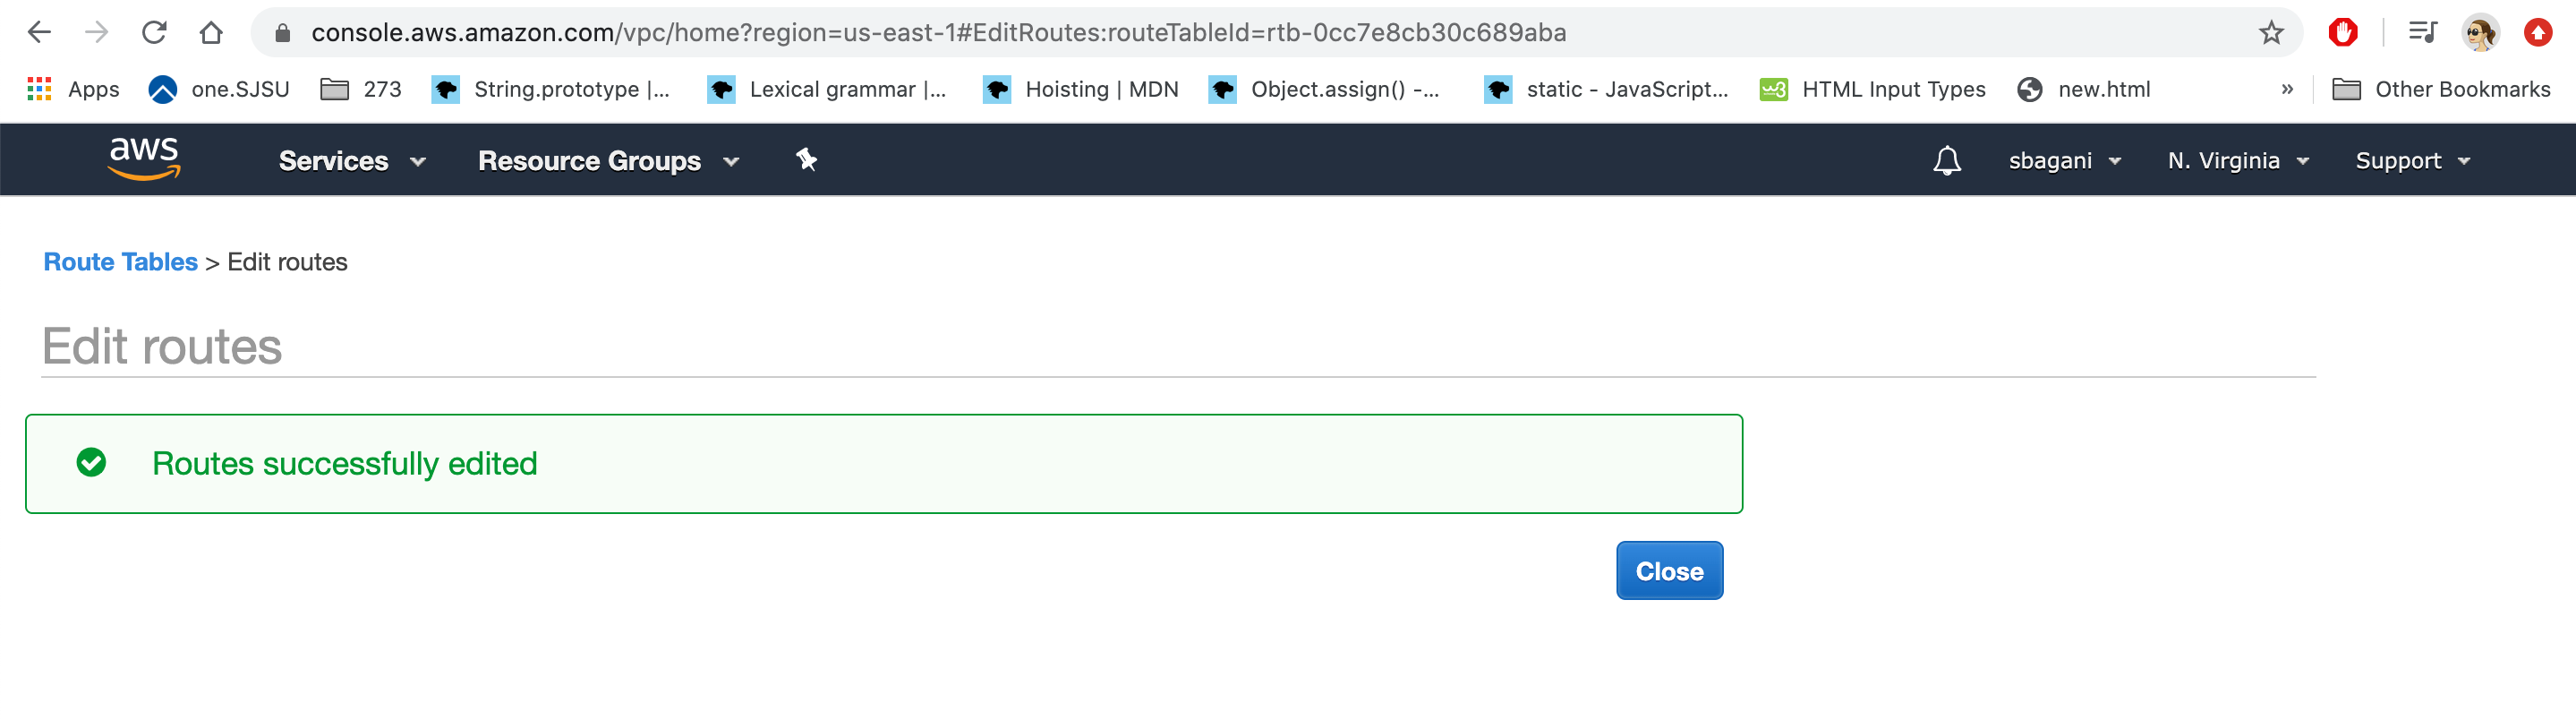 console.aws.amazon.com/vpc/home?region=us-east-1#EditRoutes:routeTableId=rtb-0cc7e8cb30c689aba
Apps one.SJSU 273 String.prototype |... Lexical grammar |... Hoisting | MDN Object.assign() -... static - JavaScript... w3 HTML Input Types new.html » Other Bookmarks
aws Services Resource Groups sbagani N. Virginia Support
Route Tables > Edit routes
Edit routes
Routes successfully edited
Close